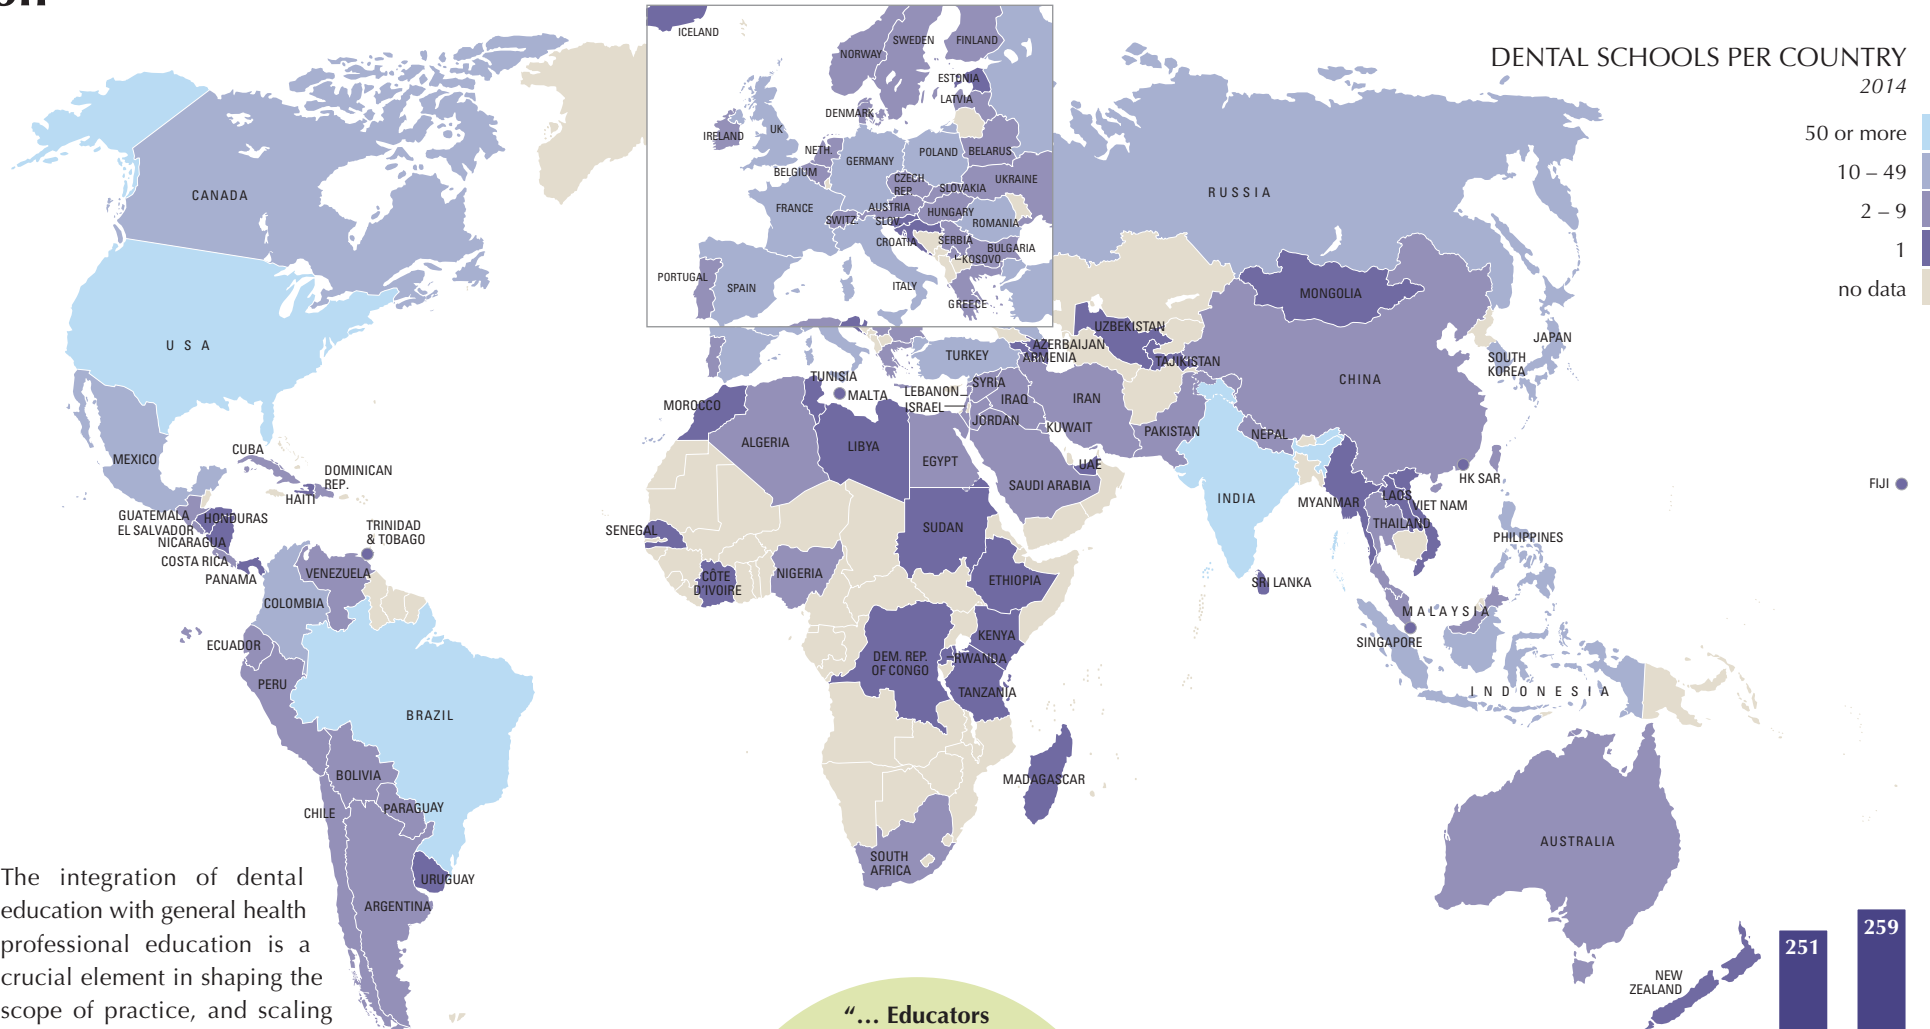 DENTAL SCHOOLS PER COUNTRY
2014
50 or more
10 – 49
2 – 9
1
no data
ICELAND
NORWAY
SWEDEN
FINLAND
ESTONIA
LATVIA
DENMARK
IRELAND
UK
NETH.
BELGIUM
GERMANY
POLAND
BELARUS
CZECH
REP.
SLOVAKIA
UKRAINE
FRANCE
AUSTRIA
SWITZ.
SLOV.
HUNGARY
ROMANIA
CROATIA
SERBIA
BULGARIA
KOSOVO
PORTUGAL
SPAIN
ITALY
GREECE
CANADA
USA
MEXICO
CUBA
DOMINICAN
REP.
HAITI
GUATEMALA
HONDURAS
EL SALVADOR
NICARAGUA
COSTA RICA
PANAMA
TRINIDAD
& TOBAGO
VENEZUELA
COLOMBIA
ECUADOR
PERU
BRAZIL
BOLIVIA
PARAGUAY
CHILE
URUGUAY
ARGENTINA
RUSSIA
MONGOLIA
UZBEKISTAN
AZERBAIJAN
ARMENIA
TAJIKISTAN
TURKEY
TUNISIA
MALTA
LEBANON
ISRAEL
SYRIA
IRAQ
IRAN
JORDAN
KUWAIT
MOROCCO
ALGERIA
LIBYA
EGYPT
SAUDI ARABIA
UAE
PAKISTAN
NEPAL
CHINA
JAPAN
SOUTH
KOREA
INDIA
MYANMAR
LAOS
VIET NAM
THAILAND
HK SAR
PHILIPPINES
SRI LANKA
MALAYSIA
SINGAPORE
INDONESIA
FIJI
SENEGAL
CÔTE
D'IVOIRE
NIGERIA
SUDAN
ETHIOPIA
KENYA
RWANDA
DEM. REP.
OF CONGO
TANZANIA
MADAGASCAR
SOUTH
AFRICA
AUSTRALIA
NEW
ZEALAND
The integration of dental
education with general health
professional education is a
crucial element in shaping the
scope of practice, and scaling
“… Educators
251
259